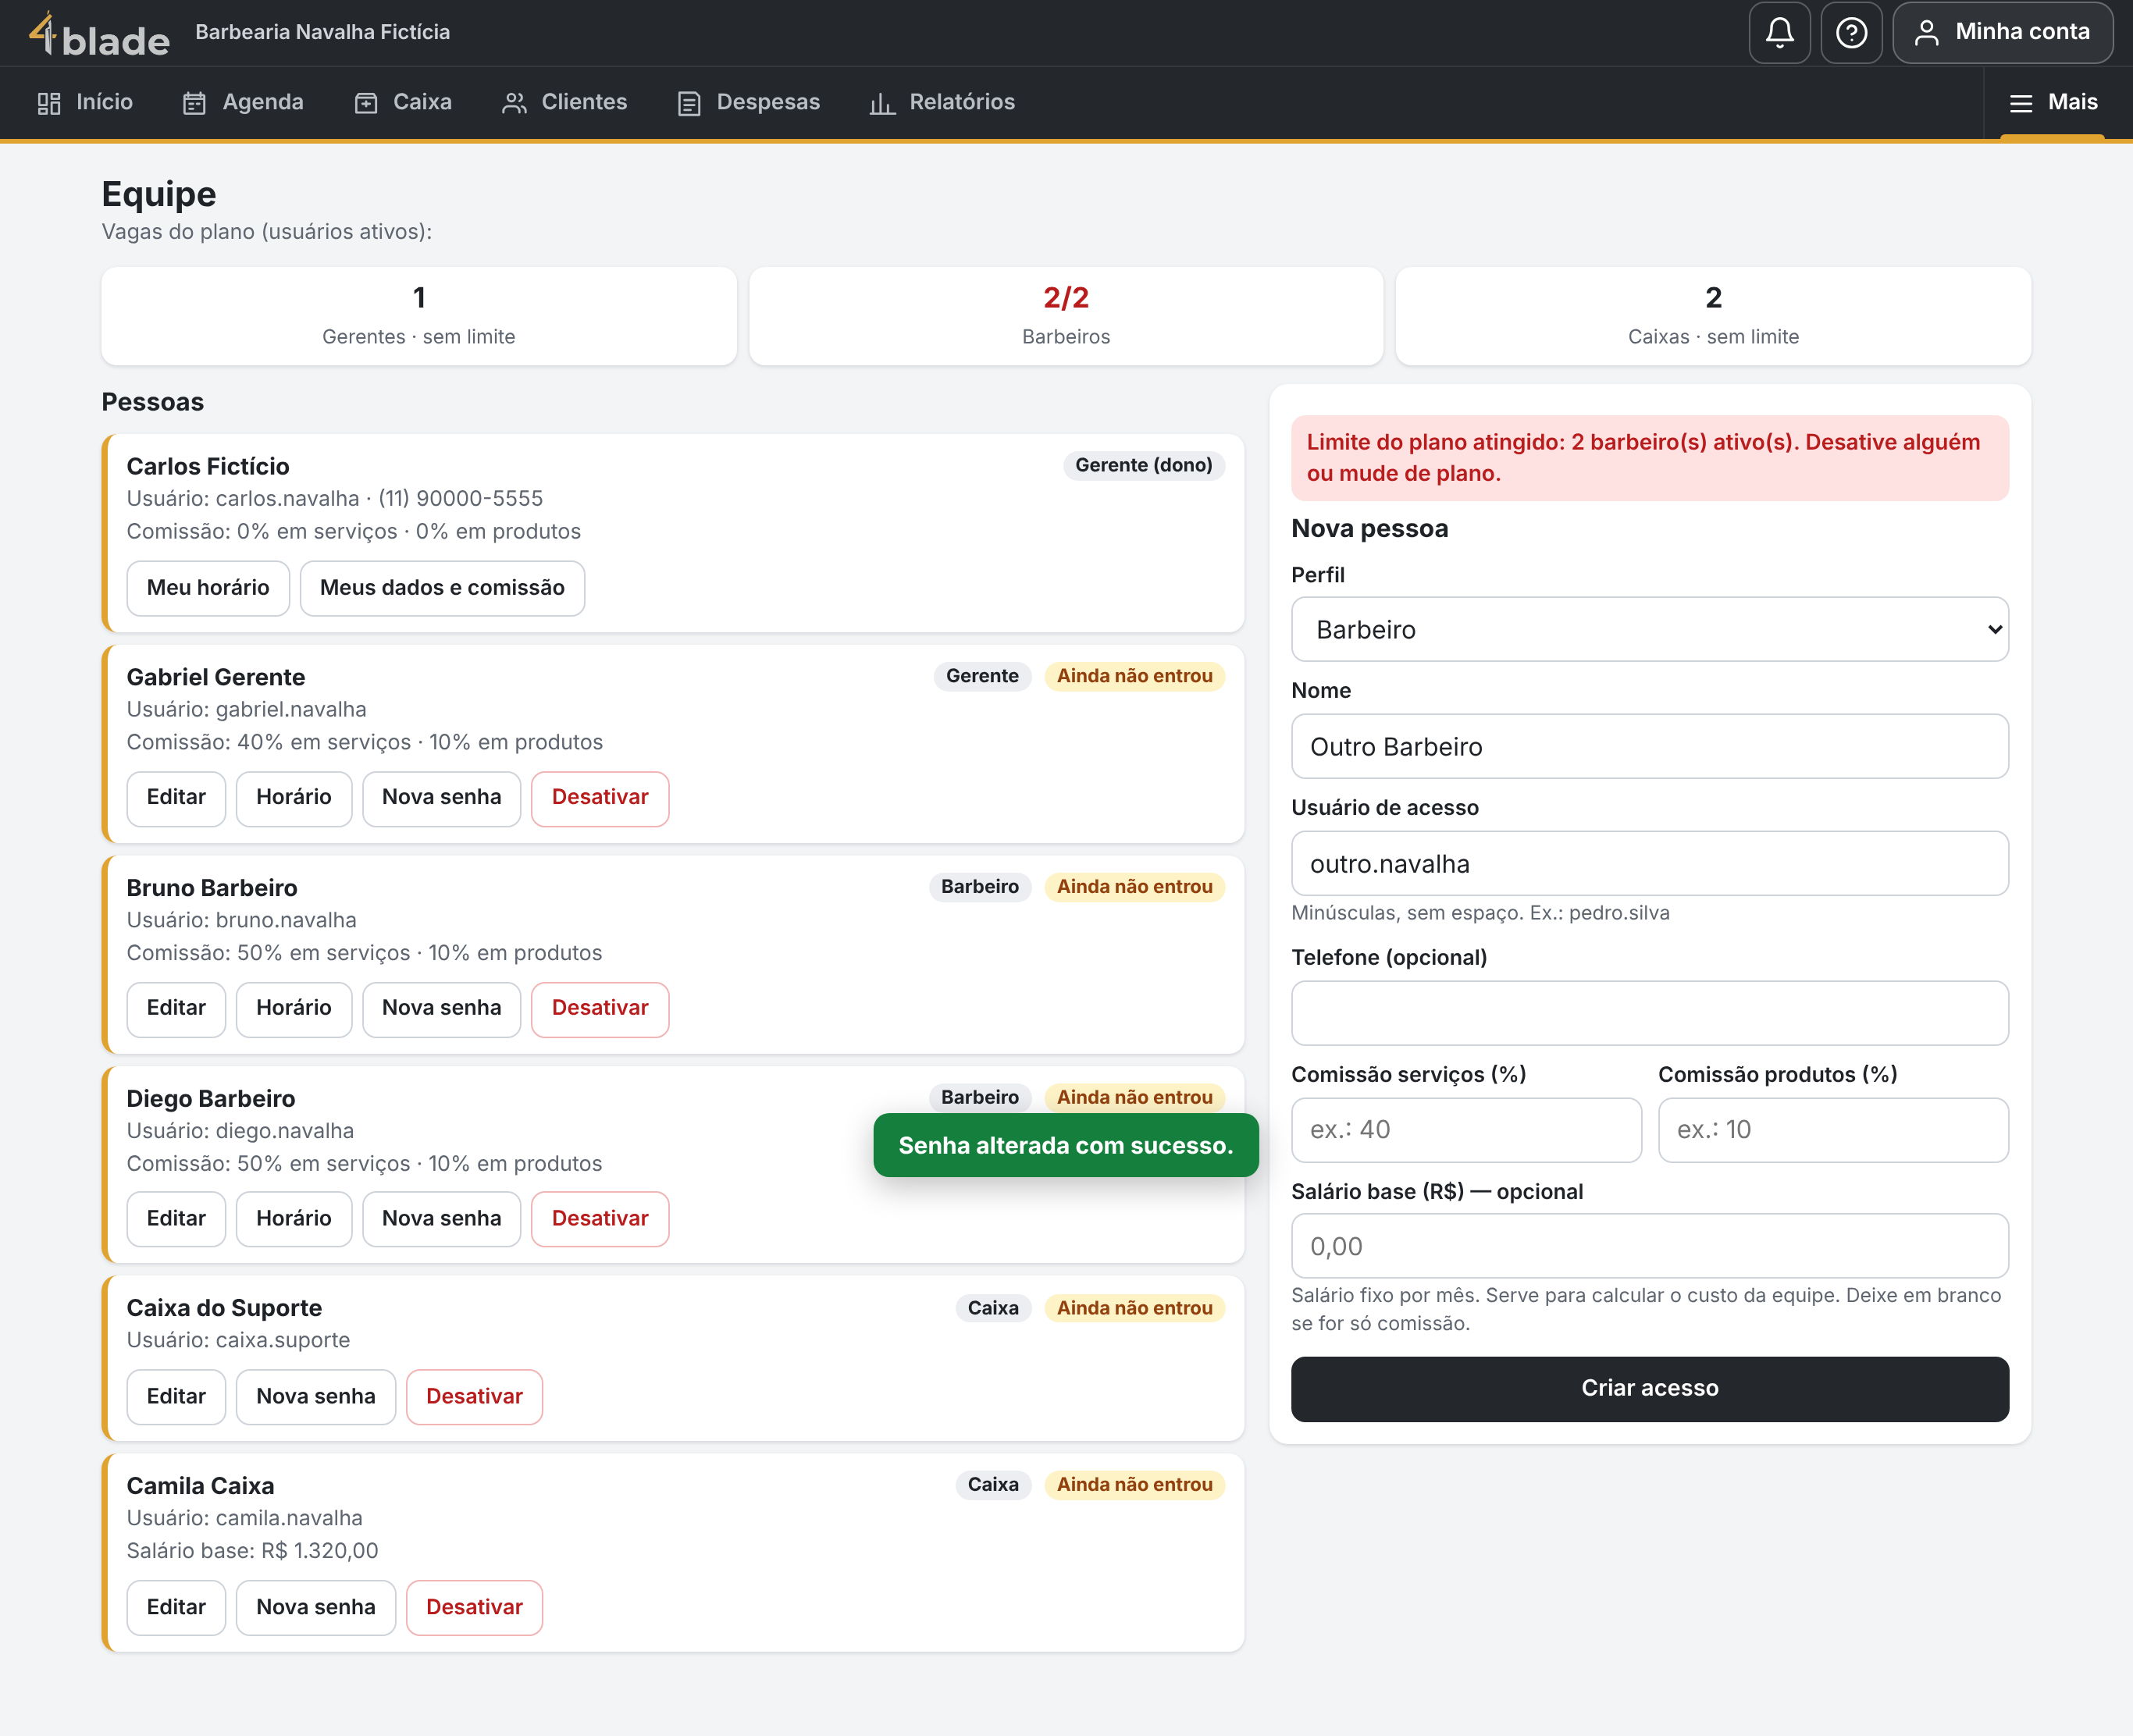 4blade
Barbearia Navalha Fictícia
Minha conta
Início
Agenda
Caixa
Clientes
Despesas
Relatórios
Mais
Equipe
Vagas do plano (usuários ativos):
1
Gerentes · sem limite
2/2
Barbeiros
2
Caixas · sem limite
Pessoas
Carlos Fictício
Gerente (dono)
Usuário: carlos.navalha · (11) 90000-5555
Comissão: 0% em serviços · 0% em produtos
Meu horário
Meus dados e comissão
Gabriel Gerente
Gerente
Ainda não entrou
Usuário: gabriel.navalha
Comissão: 40% em serviços · 10% em produtos
Editar
Horário
Nova senha
Desativar
Bruno Barbeiro
Barbeiro
Ainda não entrou
Usuário: bruno.navalha
Comissão: 50% em serviços · 10% em produtos
Editar
Horário
Nova senha
Desativar
Diego Barbeiro
Barbeiro
Ainda não entrou
Usuário: diego.navalha
Comissão: 50% em serviços · 10% em produtos
Senha alterada com sucesso.
Editar
Horário
Nova senha
Desativar
Caixa do Suporte
Caixa
Ainda não entrou
Usuário: caixa.suporte
Editar
Nova senha
Desativar
Camila Caixa
Caixa
Ainda não entrou
Usuário: camila.navalha
Salário base: R$ 1.320,00
Editar
Nova senha
Desativar
Limite do plano atingido: 2 barbeiro(s) ativo(s). Desative alguém
ou mude de plano.
Nova pessoa
Perfil
Barbeiro
Nome
Outro Barbeiro
Usuário de acesso
outro.navalha
Minúsculas, sem espaço. Ex.: pedro.silva
Telefone (opcional)
Comissão serviços (%)
Comissão produtos (%)
ex.: 40
ex.: 10
Salário base (R$) — opcional
0,00
Salário fixo por mês. Serve para calcular o custo da equipe. Deixe em branco
se for só comissão.
Criar acesso